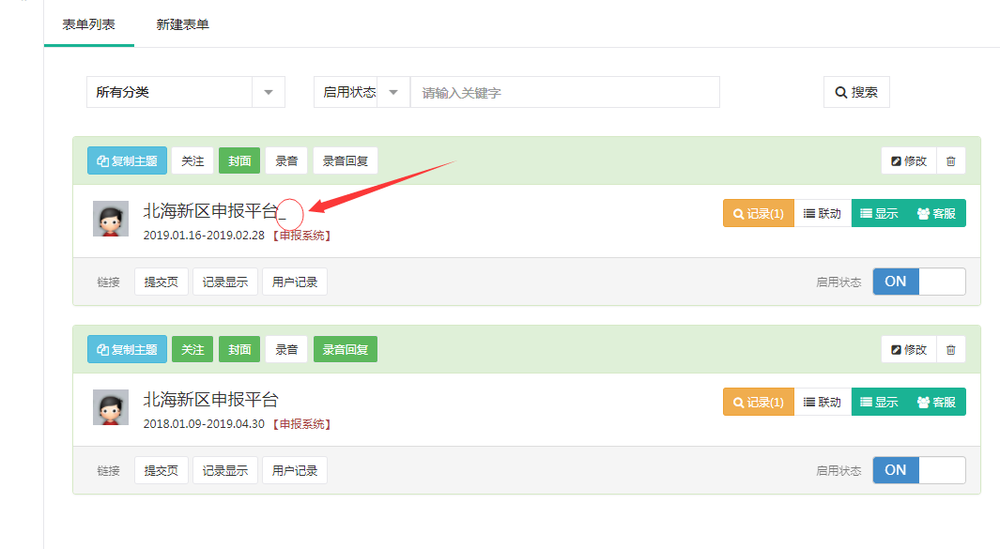 表单列表 新建表单
所有分类 启用状态 请输入关键字 搜索
复制主题 关注 封面 录音 录音回复 修改
北海新区申报平台_
2019.01.16-2019.02.28 【申报系统】
记录(1) 联动 显示 客服
链接 提交页 记录显示 用户记录 启用状态 ON
复制主题 关注 封面 录音 录音回复 修改
北海新区申报平台
2018.01.09-2019.04.30 【申报系统】
记录(1) 联动 显示 客服
链接 提交页 记录显示 用户记录 启用状态 ON